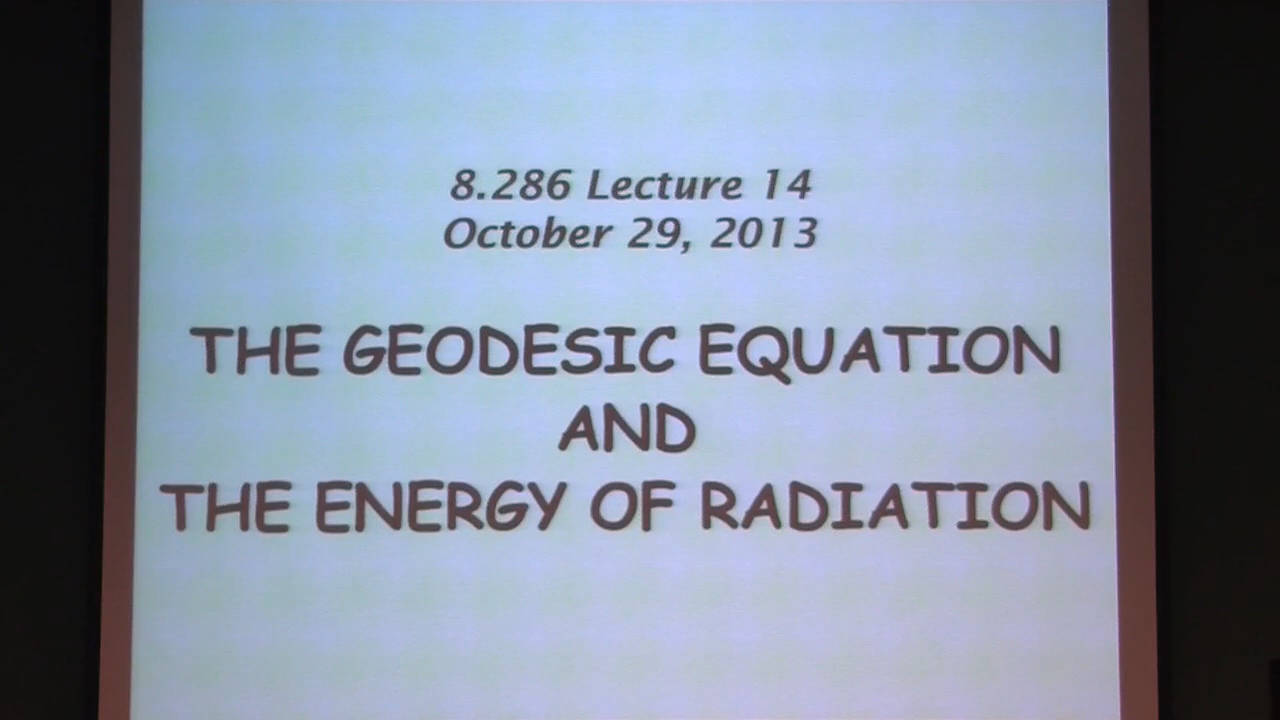 8.286 Lecture 14
October 29, 2013
THE GEODESIC EQUATION
AND
THE ENERGY OF RADIATION